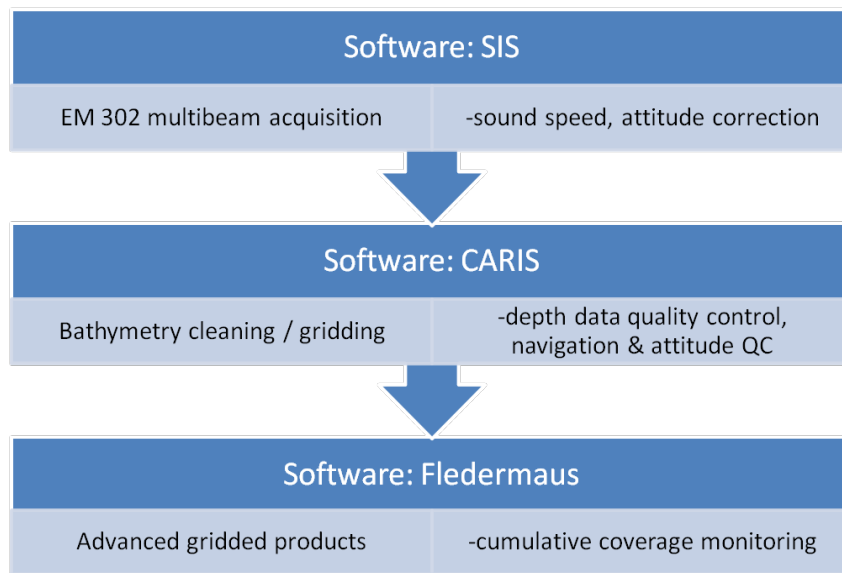 Software: SIS
EM 302 multibeam acquisition
-sound speed, attitude correction
Software: CARIS
Bathymetry cleaning / gridding
-depth data quality control,
navigation & attitude QC
Software: Fledermaus
Advanced gridded products
-cumulative coverage monitoring